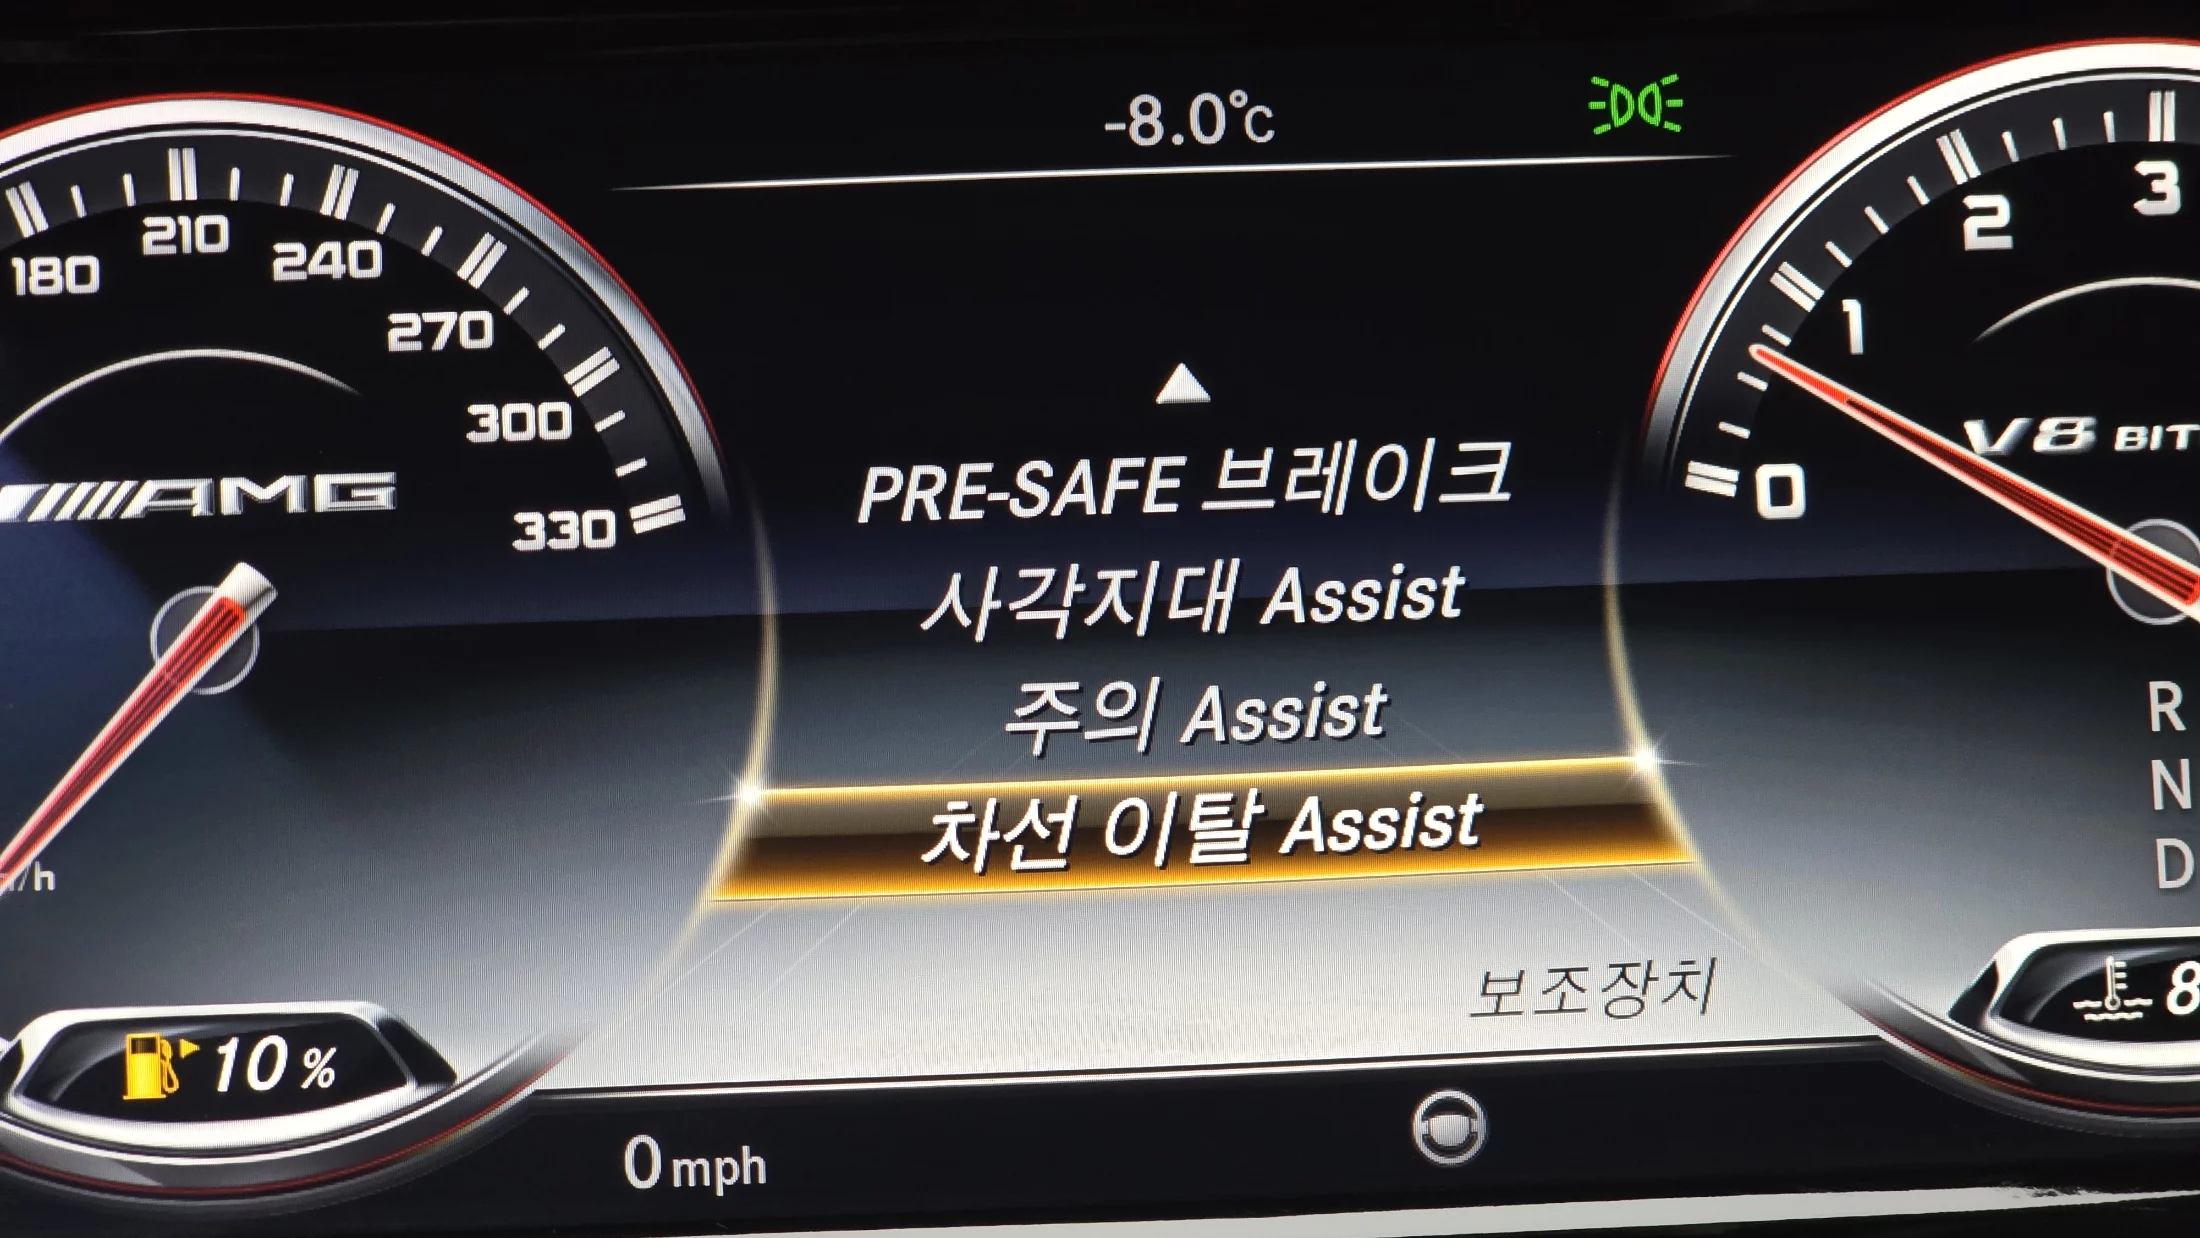 -8.0°C
180
210
240
270
300
330
AMG
PRE-SAFE 브레이크
사각지대 Assist
주의 Assist
차선 이탈 Assist
보조장치
10 %
0 mph
0
1
2
3
V8
R
N
D